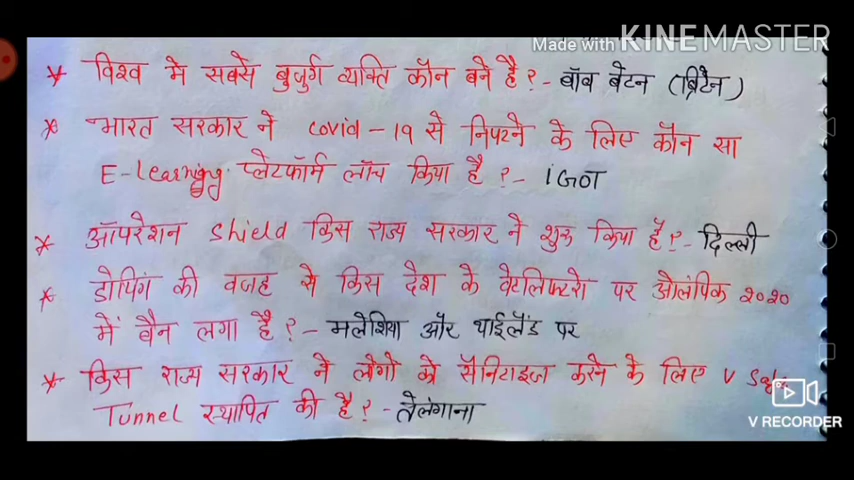 Made with KINEMASTER
* विश्व मे सबसे बुजुर्ग व्यक्ति कौन बने है? - बॉब बेटन (ब्रिटेन)
* भारत सरकार ने covid-19 से निपटने के लिए कौन सा
E-Learning प्लेटफॉर्म लॉच किया है? - iGOT
* ऑपरेशन shield किस राज्य सरकार ने शुरू किया है? - दिल्ली
* डोपिंग की वजह से किस देश के वेटलिफ्टरो पर ओलंपिक २०२०
में बैन लगा है? - मलेशिया और थाईलैंड पर
* किस राज्य सरकार ने लोगो को सैनिटाइज करने के लिए V
Tunnel स्थापित की है? - तेलंगाना
V RECORDER